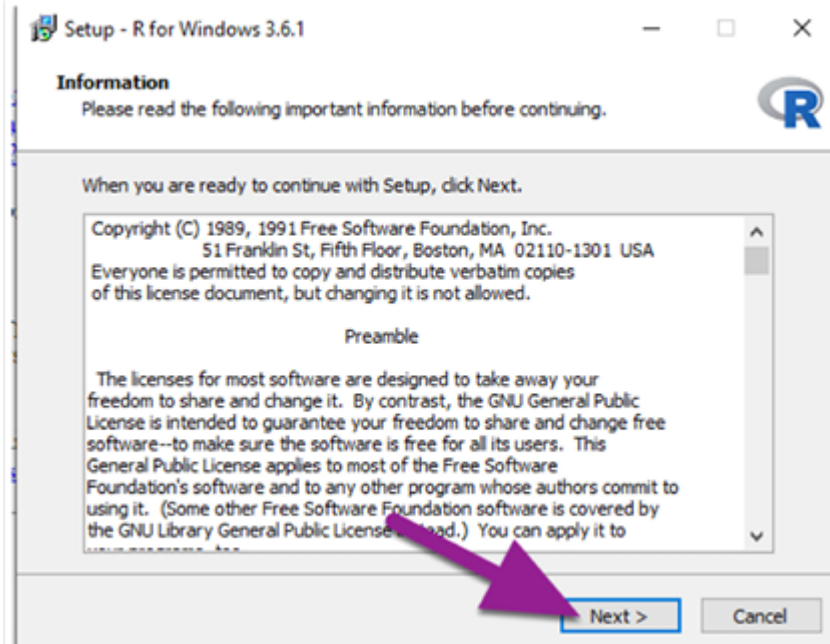 Setup - R for Windows 3.6.1
Information
Please read the following important information before continuing.
R
When you are ready to continue with Setup, click Next.
Copyright (C) 1989, 1991 Free Software Foundation, Inc.
51 Franklin St, Fifth Floor, Boston, MA 02110-1301 USA
Everyone is permitted to copy and distribute verbatim copies
of this license document, but changing it is not allowed.
Preamble
The licenses for most software are designed to take away your
freedom to share and change it. By contrast, the GNU General Public
License is intended to guarantee your freedom to share and change free
software--to make sure the software is free for all its users. This
General Public License applies to most of the Free Software
Foundation's software and to any other program whose authors commit to
using it. (Some other Free Software Foundation software is covered by
the GNU Library General Public License You can apply it to
Next >
Cancel